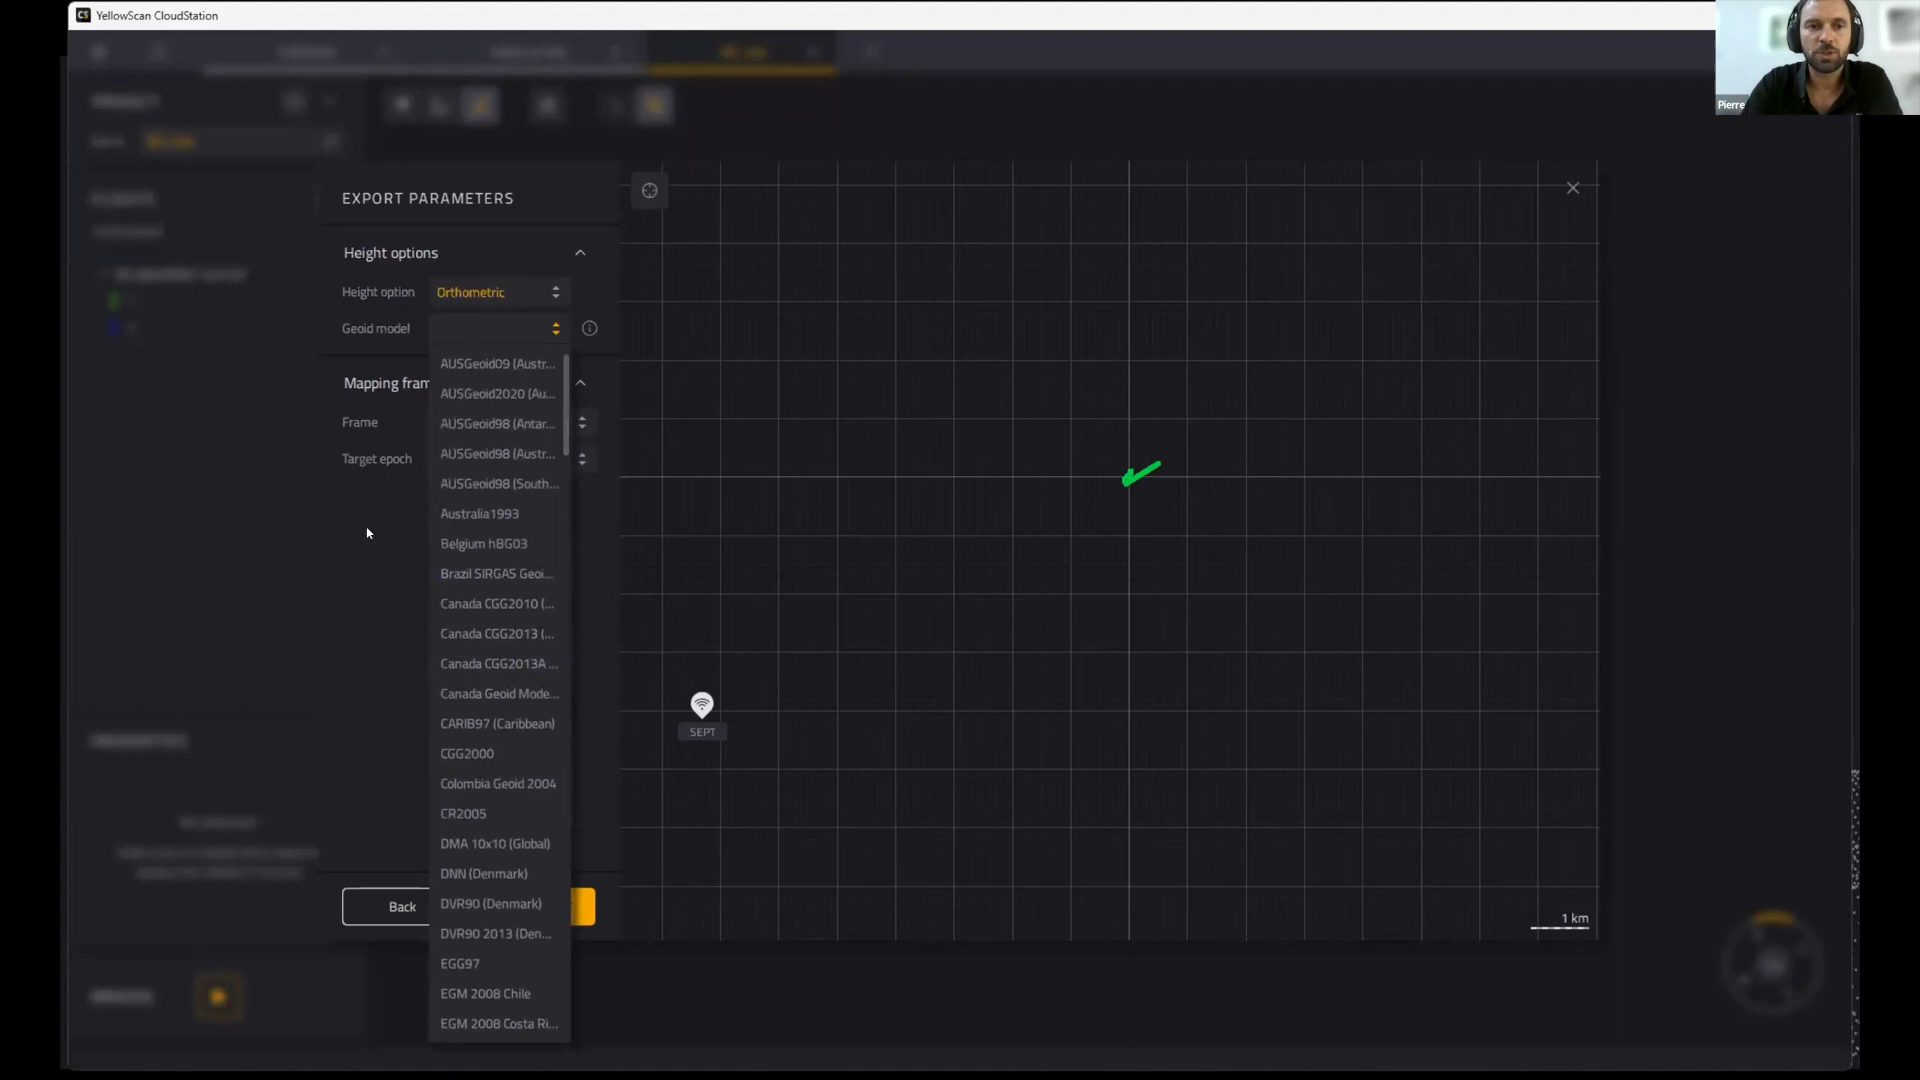 YellowScan CloudStation
Pierre
EXPORT PARAMETERS
Height options
Height option Orthometric
Geoid model
AUSGeoid09 (Austr...
AUSGeoid2020 (Au...
AUSGeoid98 (Antar...
AUSGeoid98 (Austr...
AUSGeoid98 (South...
Australia1993
Belgium hBG03
Brazil SIRGAS Geoi...
Canada CGG2010 (...
Canada CGG2013 (...
Canada CGG2013A ...
Canada Geoid Mode...
CARIB97 (Caribbean)
CGG2000
Colombia Geoid 2004
CR2005
DMA 10x10 (Global)
DNN (Denmark)
DVR90 (Denmark)
DVR90 2013 (Den...
EGG97
EGM 2008 Chile
EGM 2008 Costa Ri...
Mapping fram
Frame
Target epoch
Back
SEPT
1 km